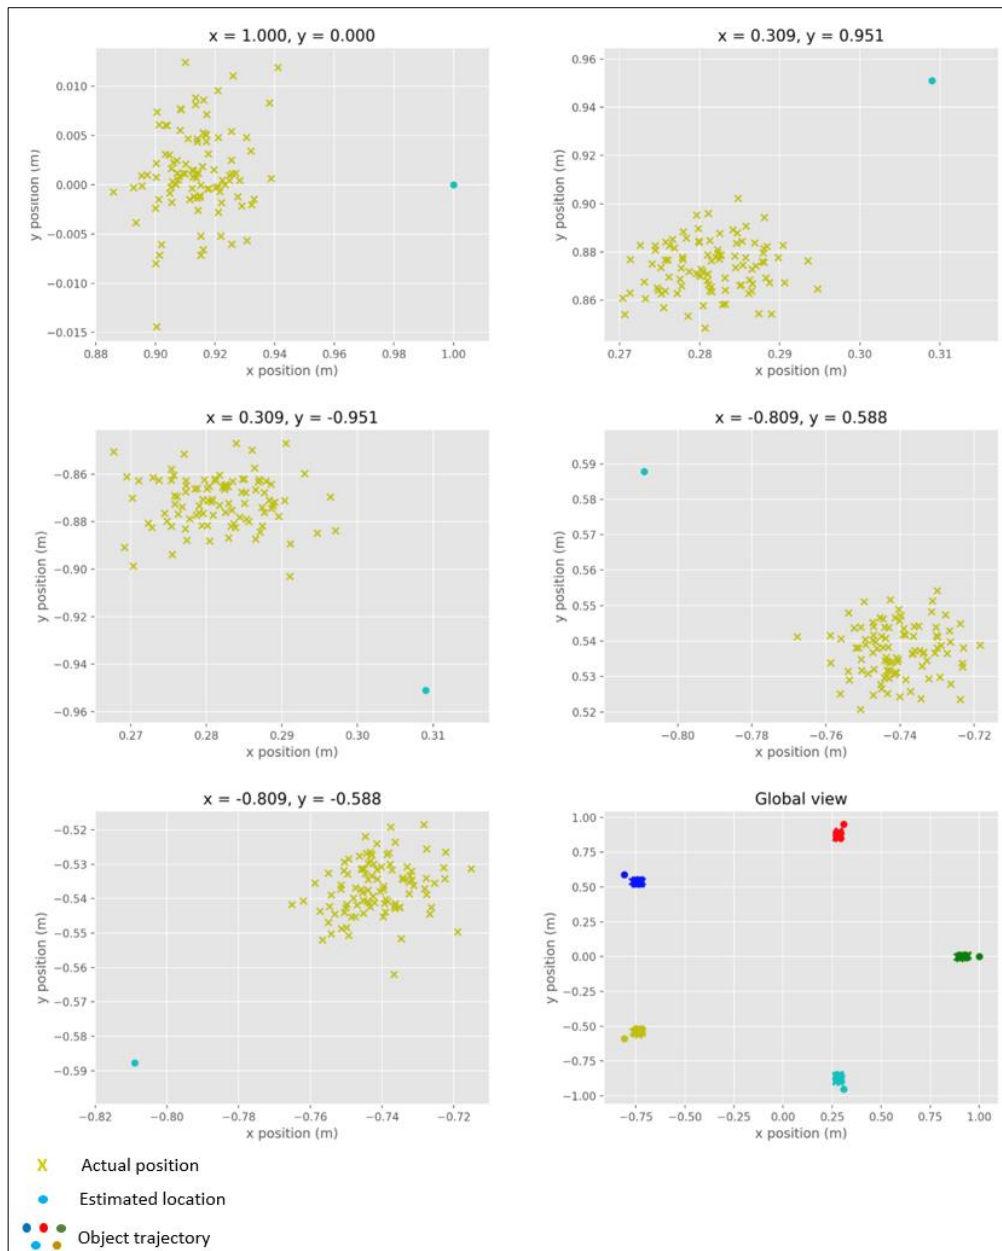 x = 1.000, y = 0.000
0.010
0.005
0.000
−0.005
−0.010
−0.015
y position (m)
0.88 0.90 0.92 0.94 0.96 0.98 1.00
x position (m)
x = 0.309, y = 0.951
0.96
0.94
0.92
0.90
0.88
0.86
y position (m)
0.27 0.28 0.29 0.30 0.31
x position (m)
x = 0.309, y = -0.951
−0.86
−0.88
−0.90
−0.92
−0.94
−0.96
y position (m)
0.27 0.28 0.29 0.30 0.31
x position (m)
x = -0.809, y = 0.588
0.59
0.58
0.57
0.56
0.55
0.54
0.53
0.52
y position (m)
−0.80 −0.78 −0.76 −0.74 −0.72
x position (m)
x = -0.809, y = -0.588
−0.52
−0.53
−0.54
−0.55
−0.56
−0.57
−0.58
−0.59
y position (m)
−0.82 −0.80 −0.78 −0.76 −0.74 −0.72
x position (m)
Global view
1.00
0.75
0.50
0.25
0.00
−0.25
−0.50
−0.75
−1.00
y position (m)
−0.75 −0.50 −0.25 0.00 0.25 0.50 0.75 1.00
x position (m)
X Actual position
Estimated location
Object trajectory